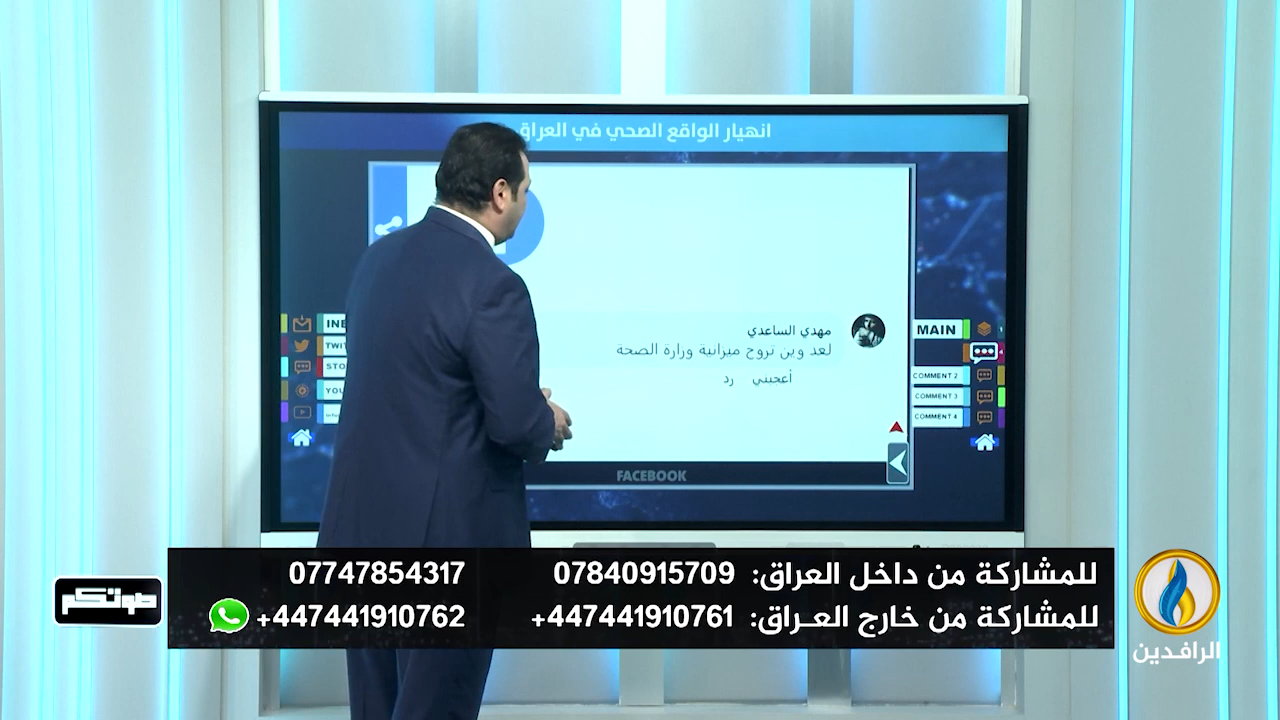 انهيار الواقع الصحي في العراق
مهدي الساعدي
لعد وين تروح ميزانية وزارة الصحة
أعجبني رد
FACEBOOK
MAIN
COMMENT 2
COMMENT 3
COMMENT 4
للمشاركة من داخل العراق: 07840915709 07747854317
للمشاركة من خارج العـراق: 447441910761+ 447441910762+
صوتكم
الرافدين